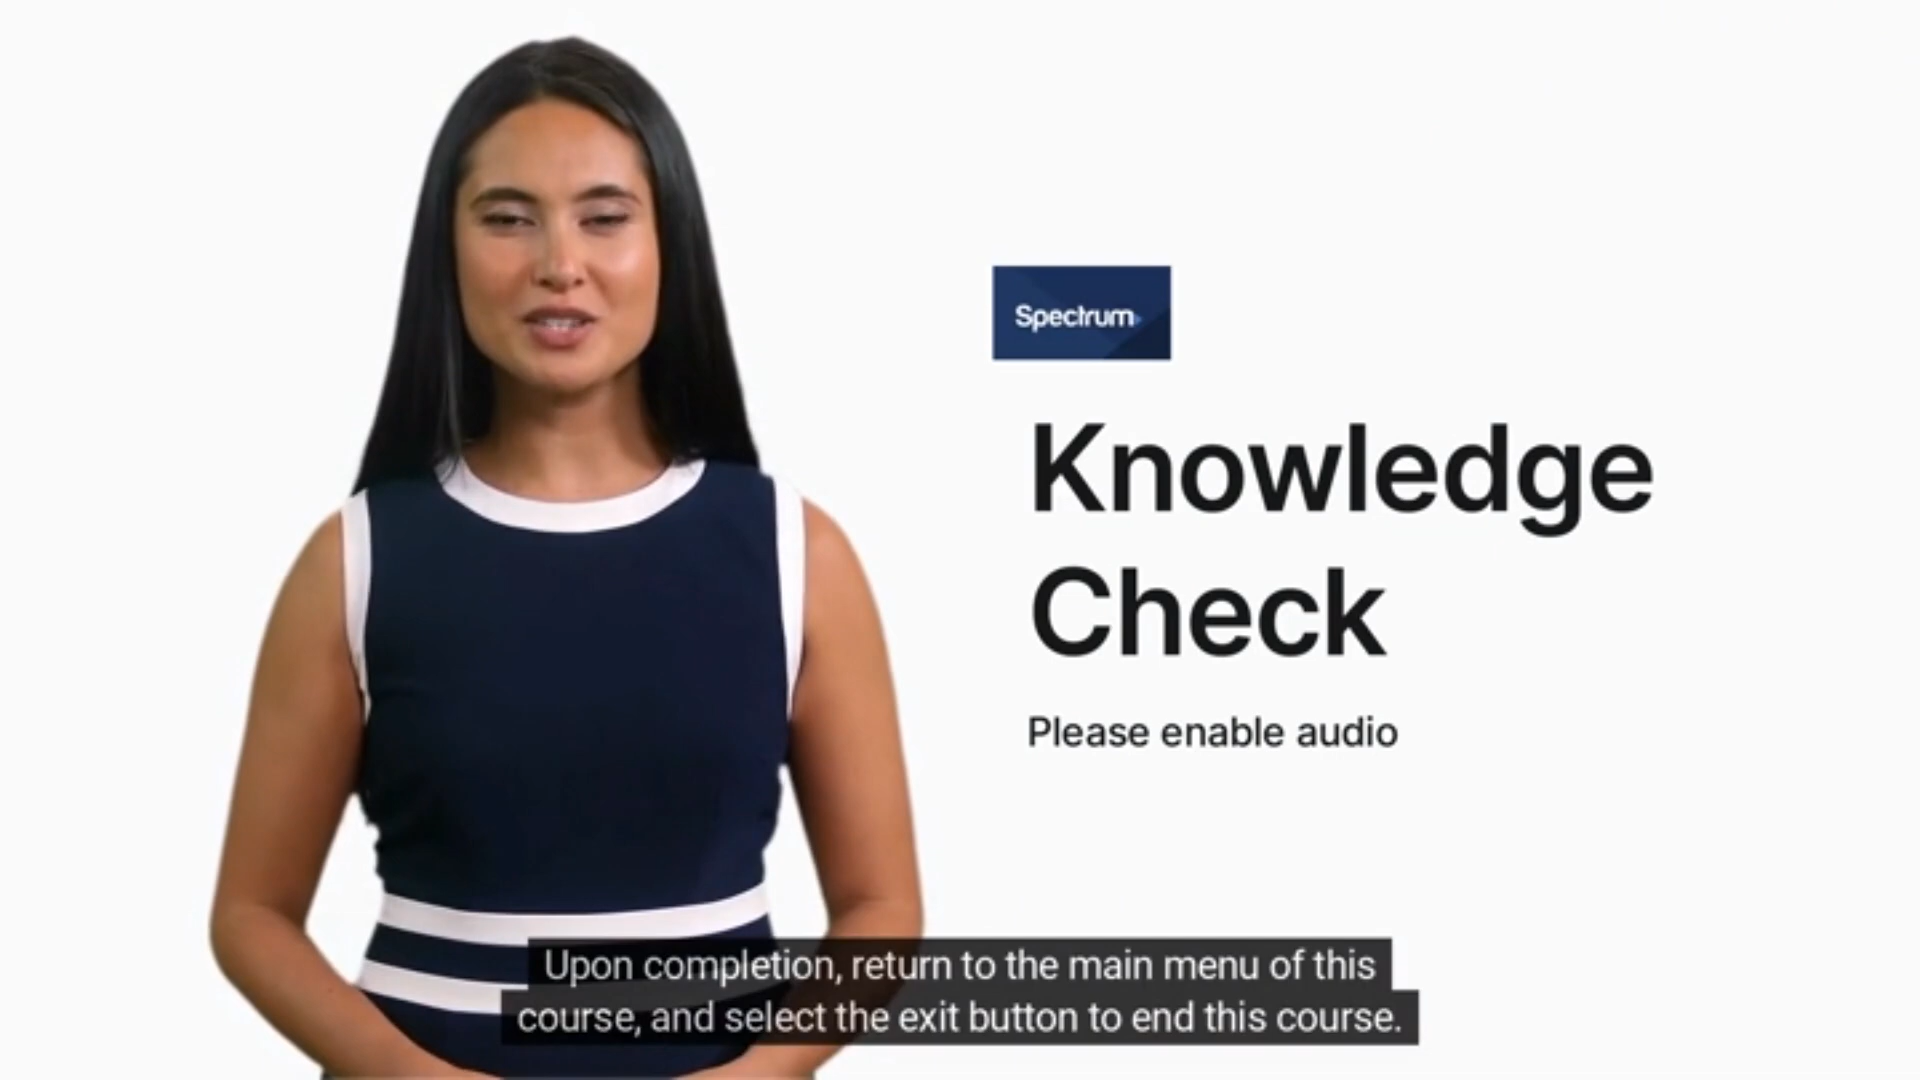 Spectrum
Knowledge
Check
Please enable audio
Upon completion, return to the main menu of this
course, and select the exit button to end this course.